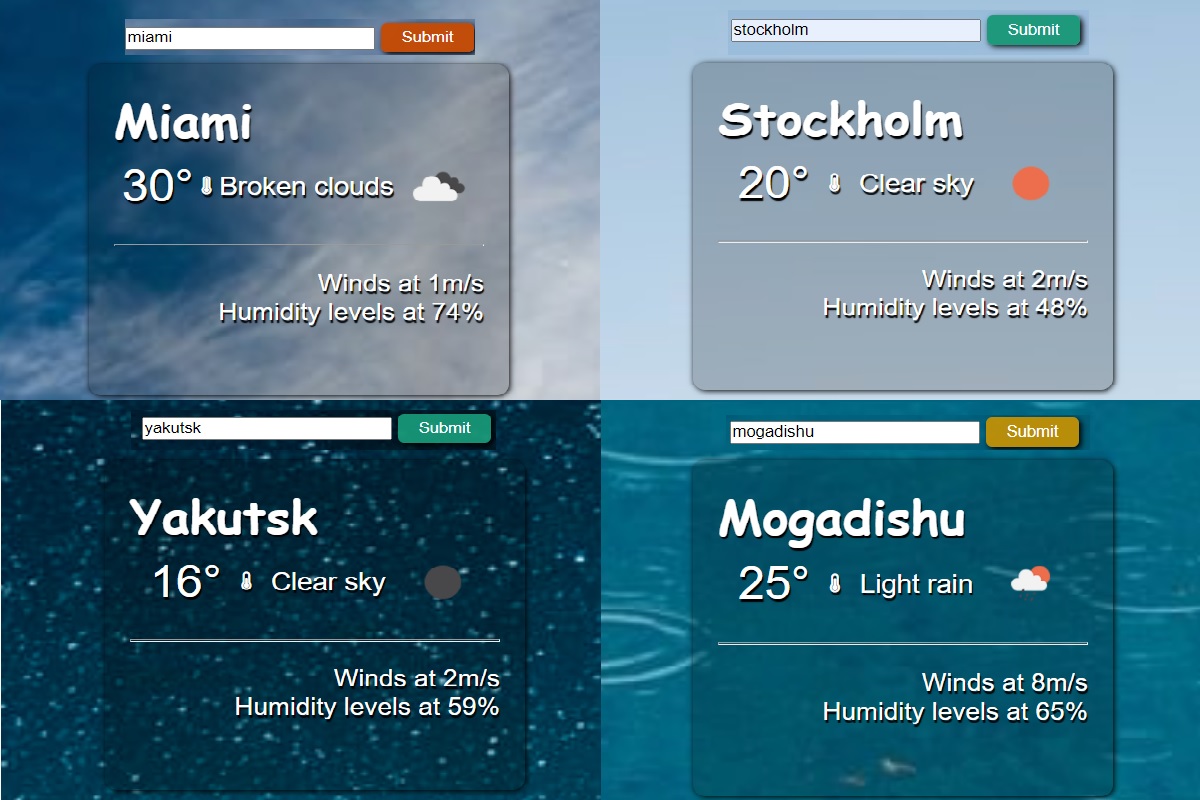 miami Submit
Miami
30° Broken clouds
Winds at 1m/s
Humidity levels at 74%
stockholm Submit
Stockholm
20° Clear sky
Winds at 2m/s
Humidity levels at 48%
yakutsk Submit
Yakutsk
16° Clear sky
Winds at 2m/s
Humidity levels at 59%
mogadishu Submit
Mogadishu
25° Light rain
Winds at 8m/s
Humidity levels at 65%